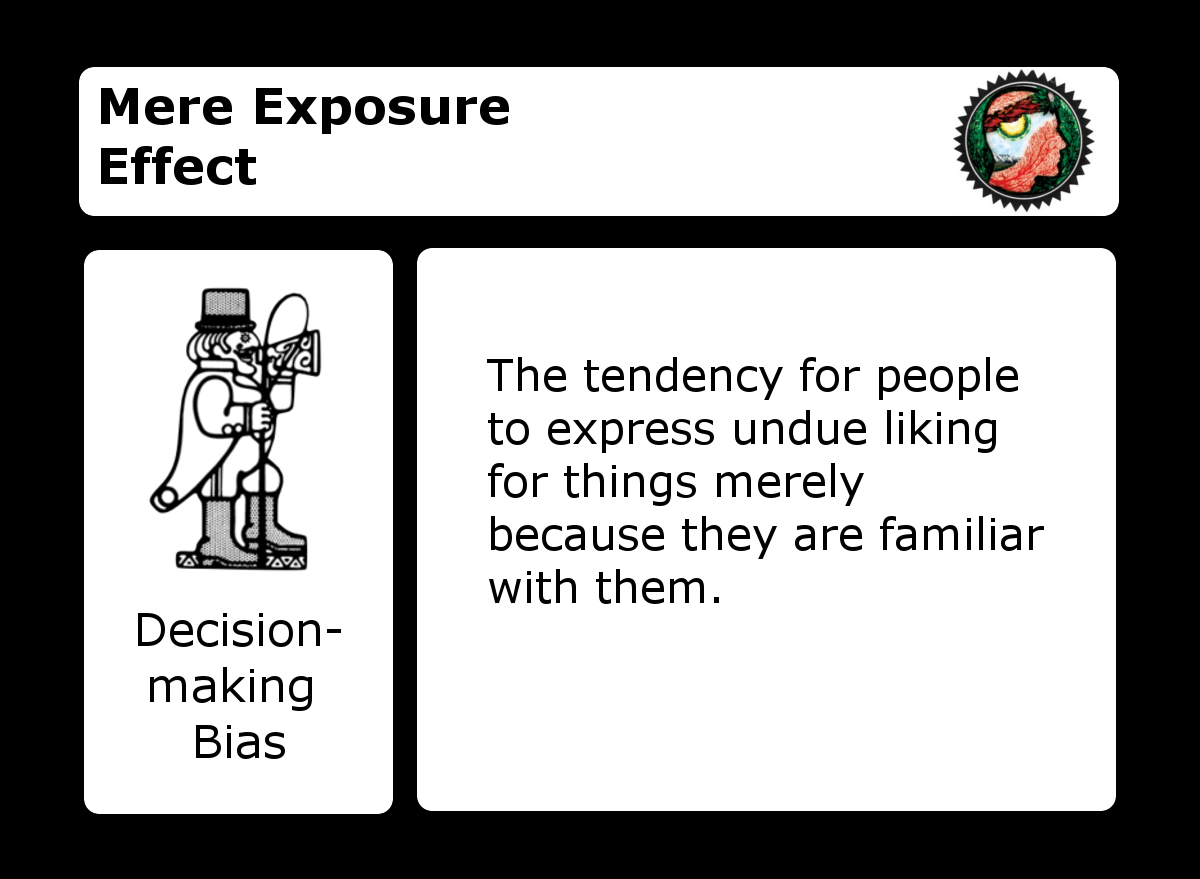 Mere Exposure
Effect
Decision-
making
Bias
The tendency for people
to express undue liking
for things merely
because they are familiar
with them.